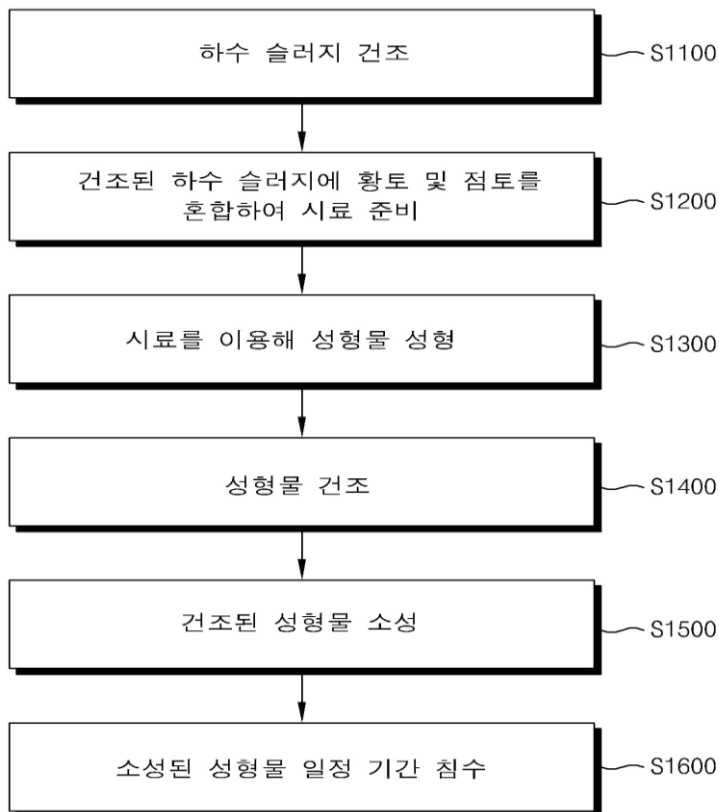 하수 슬러지 건조
S1100
건조된 하수 슬러지에 황토 및 점토를
혼합하여 시료 준비
S1200
시료를 이용해 성형물 성형
S1300
성형물 건조
S1400
건조된 성형물 소성
S1500
소성된 성형물 일정 기간 침수
S1600